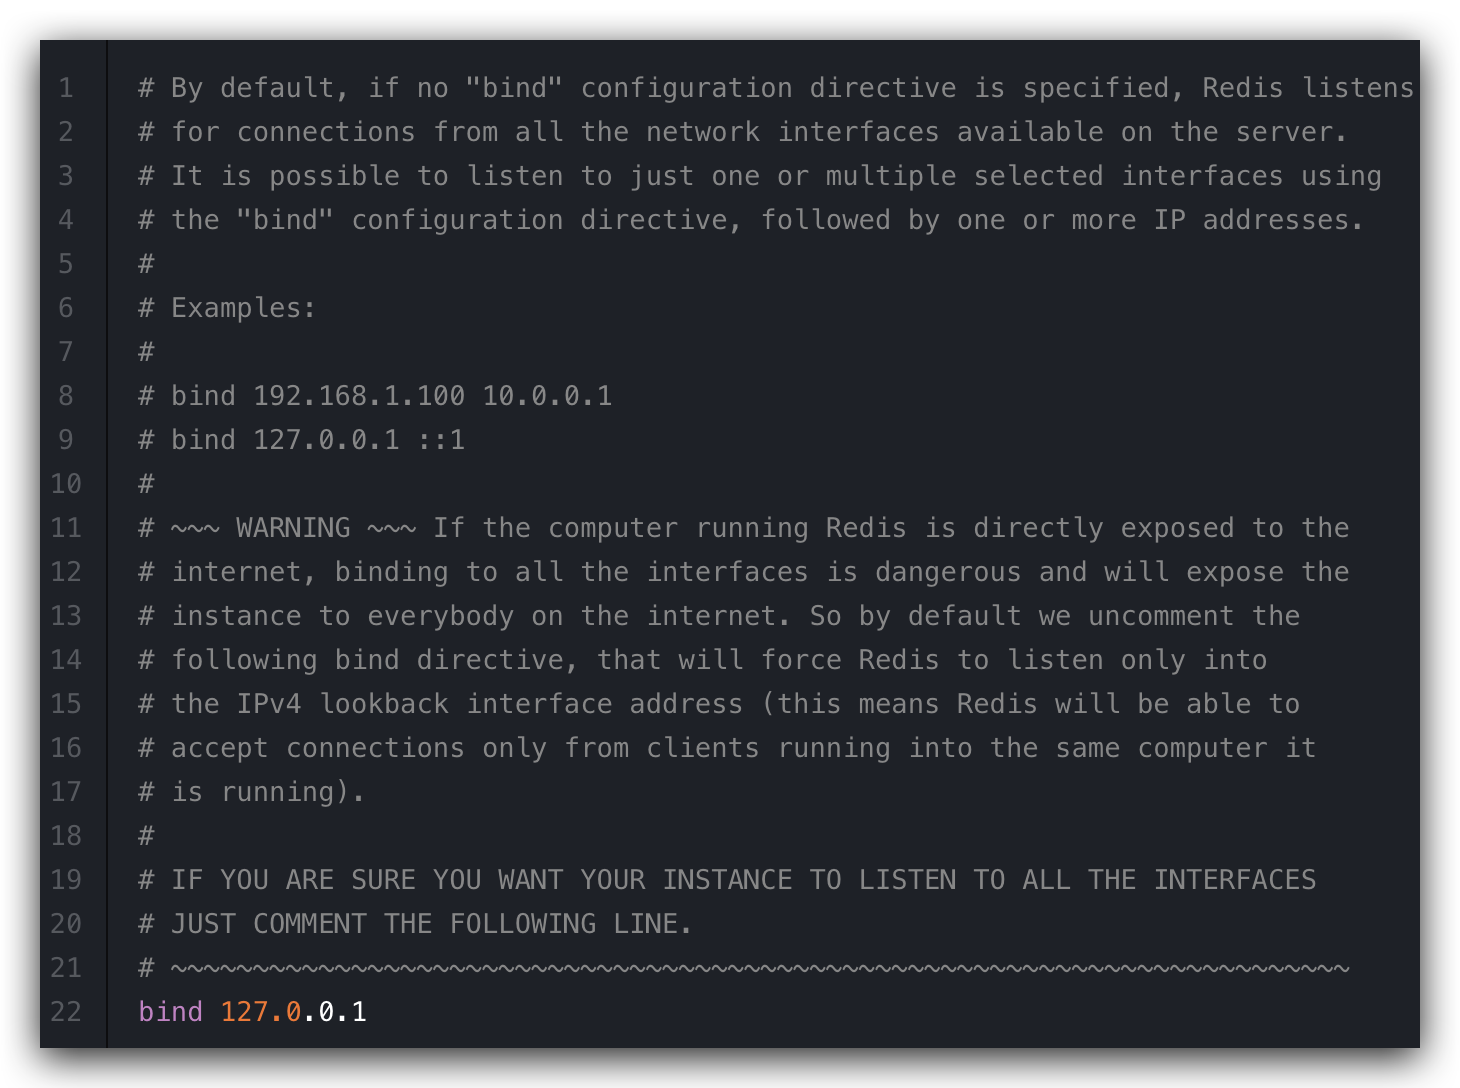 1 # By default, if no "bind" configuration directive is specified, Redis listens
2 # for connections from all the network interfaces available on the server.
3 # It is possible to listen to just one or multiple selected interfaces using
4 # the "bind" configuration directive, followed by one or more IP addresses.
5 #
6 # Examples:
7 #
8 # bind 192.168.1.100 10.0.0.1
9 # bind 127.0.0.1 ::1
10 #
11 # ~~~ WARNING ~~~ If the computer running Redis is directly exposed to the
12 # internet, binding to all the interfaces is dangerous and will expose the
13 # instance to everybody on the internet. So by default we uncomment the
14 # following bind directive, that will force Redis to listen only into
15 # the IPv4 lookback interface address (this means Redis will be able to
16 # accept connections only from clients running into the same computer it
17 # is running).
18 #
19 # IF YOU ARE SURE YOU WANT YOUR INSTANCE TO LISTEN TO ALL THE INTERFACES
20 # JUST COMMENT THE FOLLOWING LINE.
21 # ~~~~~~~~~~~~~~~~~~~~~~~~~~~~~~~~~~~~~~~~~~~~~~~~~~~~~~~~~~~~~~~~~~~~~~~~
22 bind 127.0.0.1